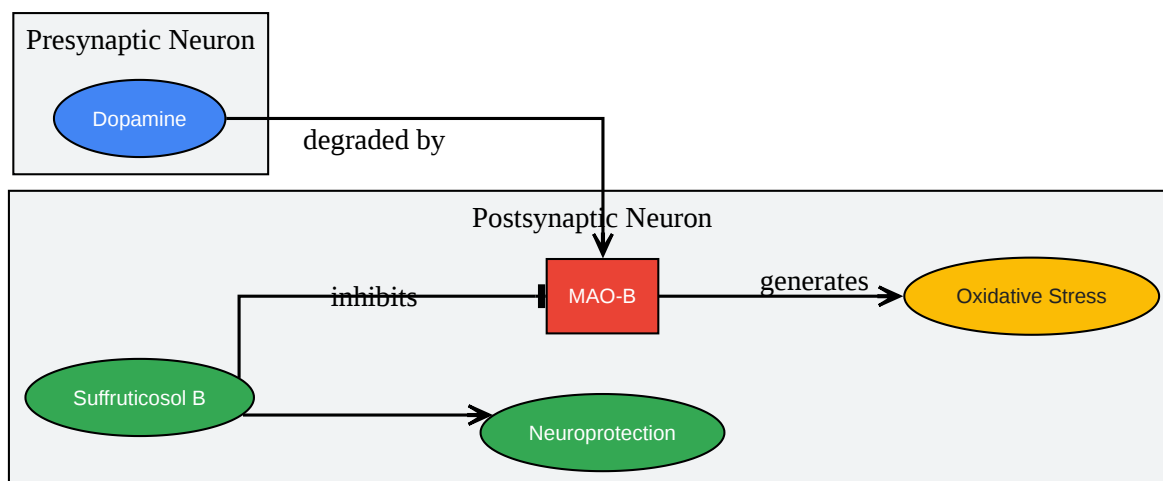 Presynaptic Neuron
Dopamine
degraded by
Postsynaptic Neuron
inhibits
MAO-B
generates
Oxidative Stress
Suffruticosol B
Neuroprotection